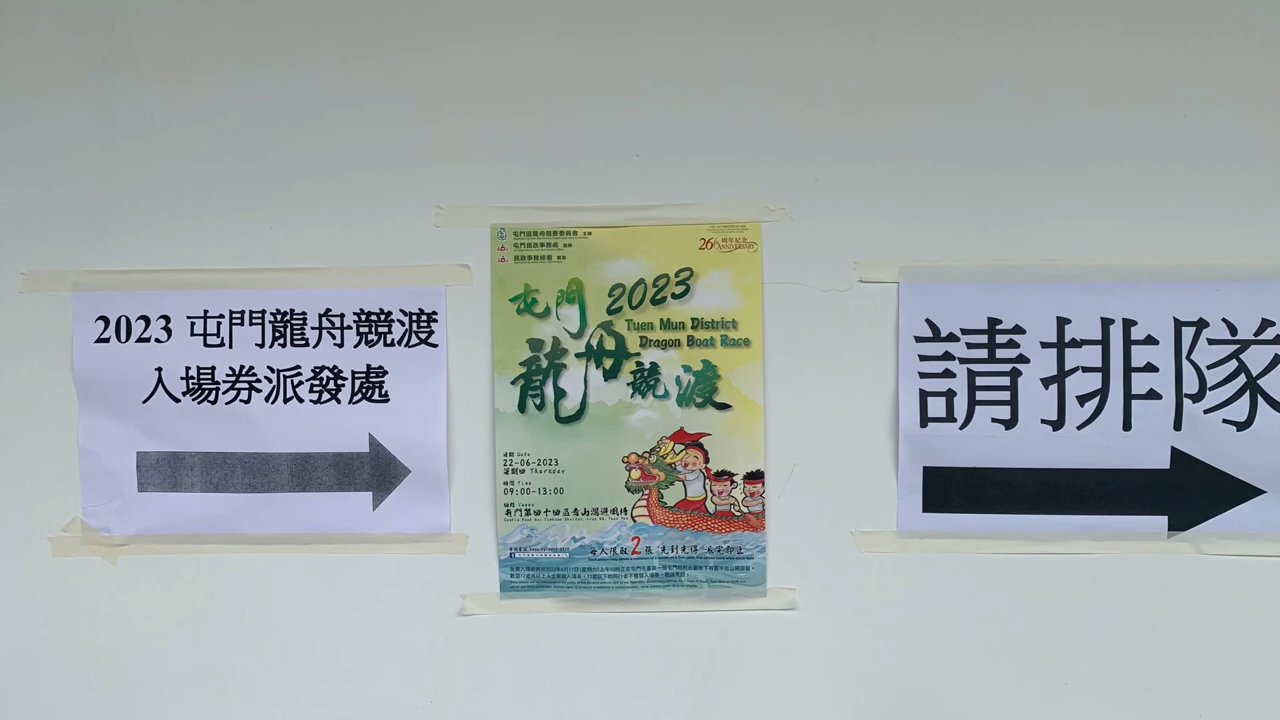 2023 屯門龍舟競渡
入場券派發處
屯門區龍舟競賽委員會 主辦
屯門民政事務處 協辦
民政事務總署 贊助
26th 周年紀念
ANNIVERSARY
屯門 2023
Tuen Mun District
Dragon Boat Race
龍舟競渡
日期 Date
22-06-2023
星期四 Thursday
時間 Time
09:00-13:00
地點 Venue
屯門第四十四區青山灣避風塘
每人限取2張 先到先得 派完即止
請排隊